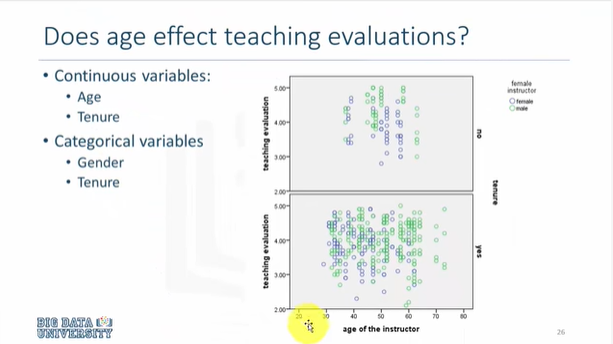 Does age effect teaching evaluations?
• Continuous variables:
• Age
• Tenure
• Categorical variables
• Gender
• Tenure
teaching evaluation
5.00
4.00
3.00
2.00
no
female
instructor
female
male
tenure
teaching evaluation
5.00
4.00
3.00
2.00
yes
20 30 40 50 60 70 80
age of the instructor
BIG DATA
UNIVERSITY
26